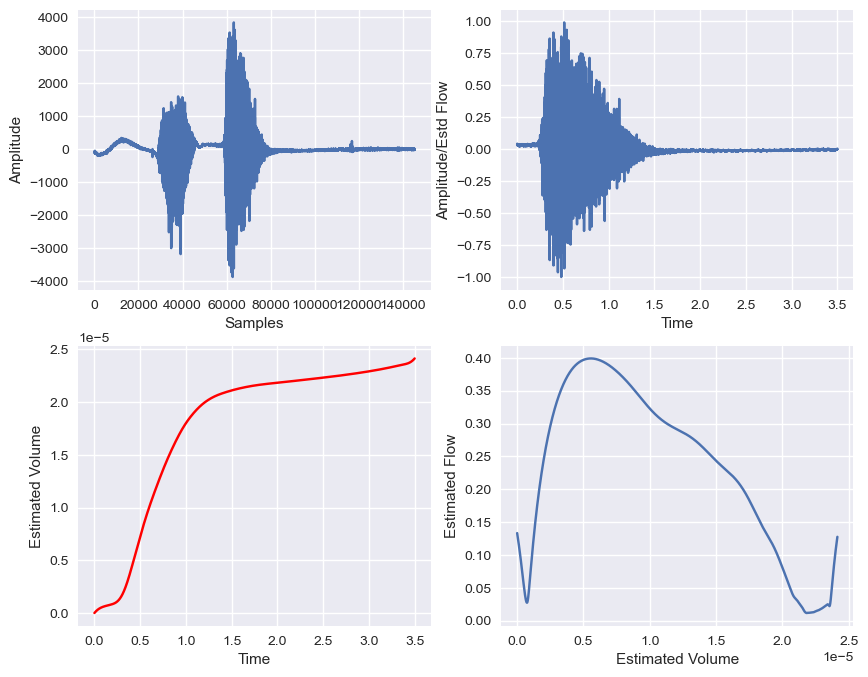 4000
3000
2000
1000
0
−1000
−2000
−3000
−4000
Amplitude
0 20000 40000 60000 80000 100000 120000 140000
Samples
1.00
0.75
0.50
0.25
0.00
−0.25
−0.50
−0.75
−1.00
Amplitude/Estd Flow
0.0 0.5 1.0 1.5 2.0 2.5 3.0 3.5
Time
1e−5
2.5
2.0
1.5
1.0
0.5
0.0
Estimated Volume
0.0 0.5 1.0 1.5 2.0 2.5 3.0 3.5
Time
0.40
0.35
0.30
0.25
0.20
0.15
0.10
0.05
0.00
Estimated Flow
0.0 0.5 1.0 1.5 2.0 2.5
1e−5
Estimated Volume